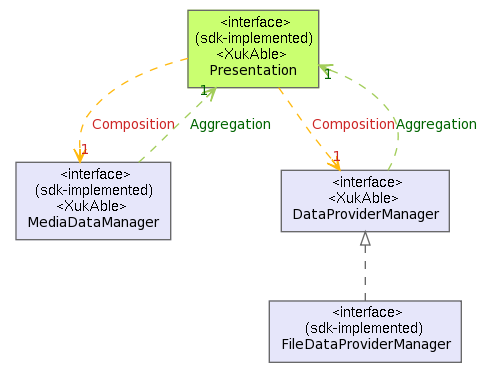 <interface>
(sdk-implemented)
<XukAble>
Presentation
1
1
Composition
Aggregation
Composition
Aggregation
1
1
<interface>
(sdk-implemented)
<XukAble>
MediaDataManager
<interface>
<XukAble>
DataProviderManager
<interface>
(sdk-implemented)
FileDataProviderManager